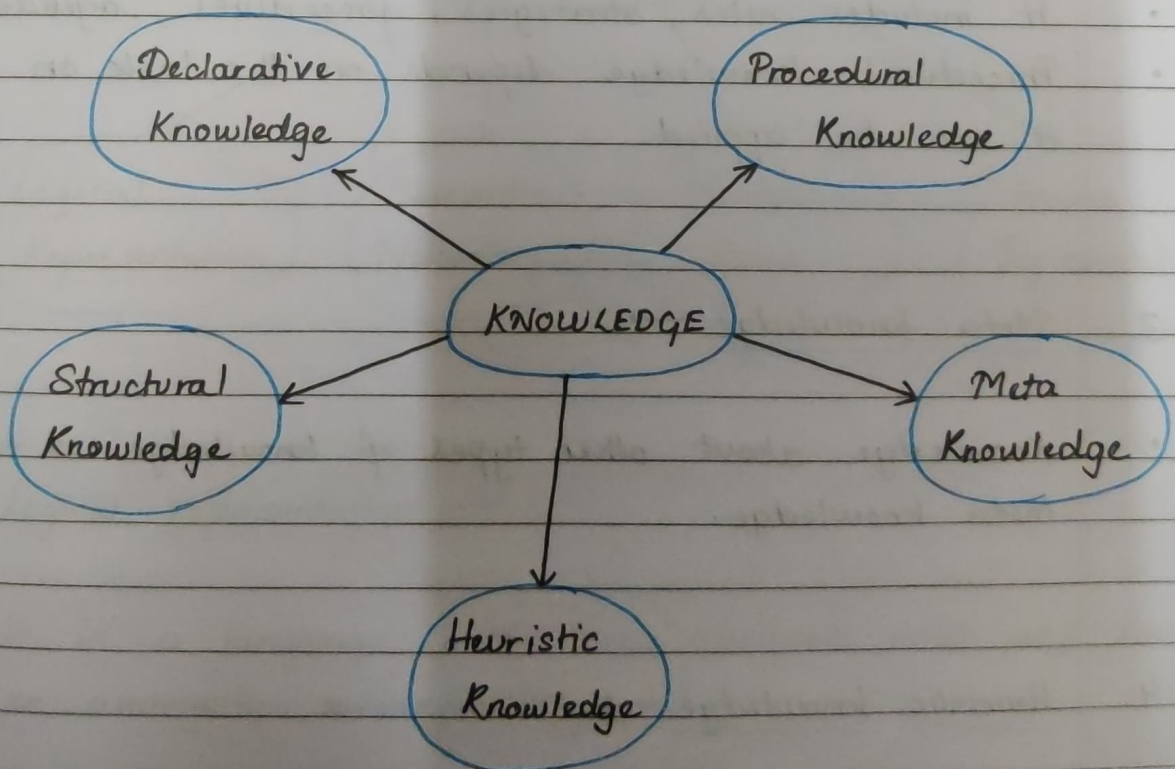 Declarative
Knowledge
Procedural
Knowledge
KNOWLEDGE
Structural
Knowledge
Meta
Knowledge
Heuristic
Knowledge